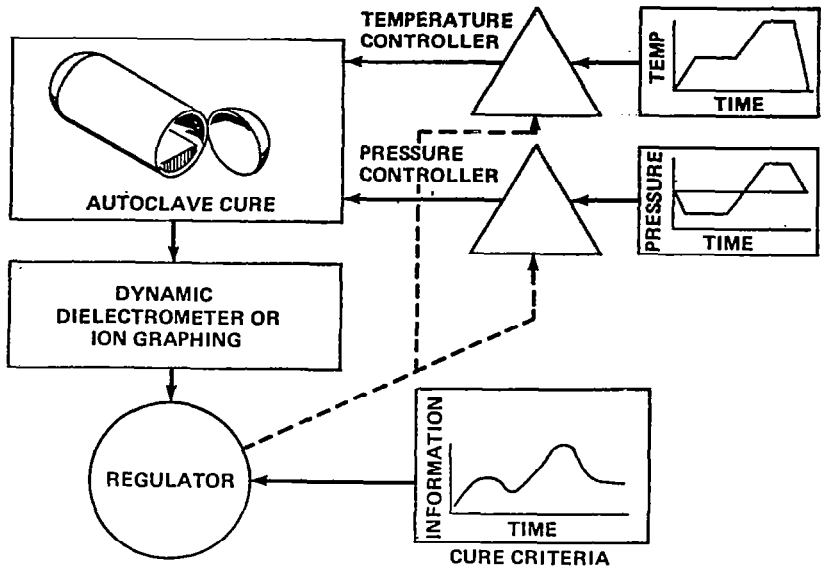 TEMPERATURE
CONTROLLER
TEMP
TIME
AUTOCLAVE CURE
PRESSURE
CONTROLLER
PRESSURE
TIME
DYNAMIC
DIELECTROMETER OR
ION GRAPHING
REGULATOR
INFORMATION
TIME
CURE CRITERIA